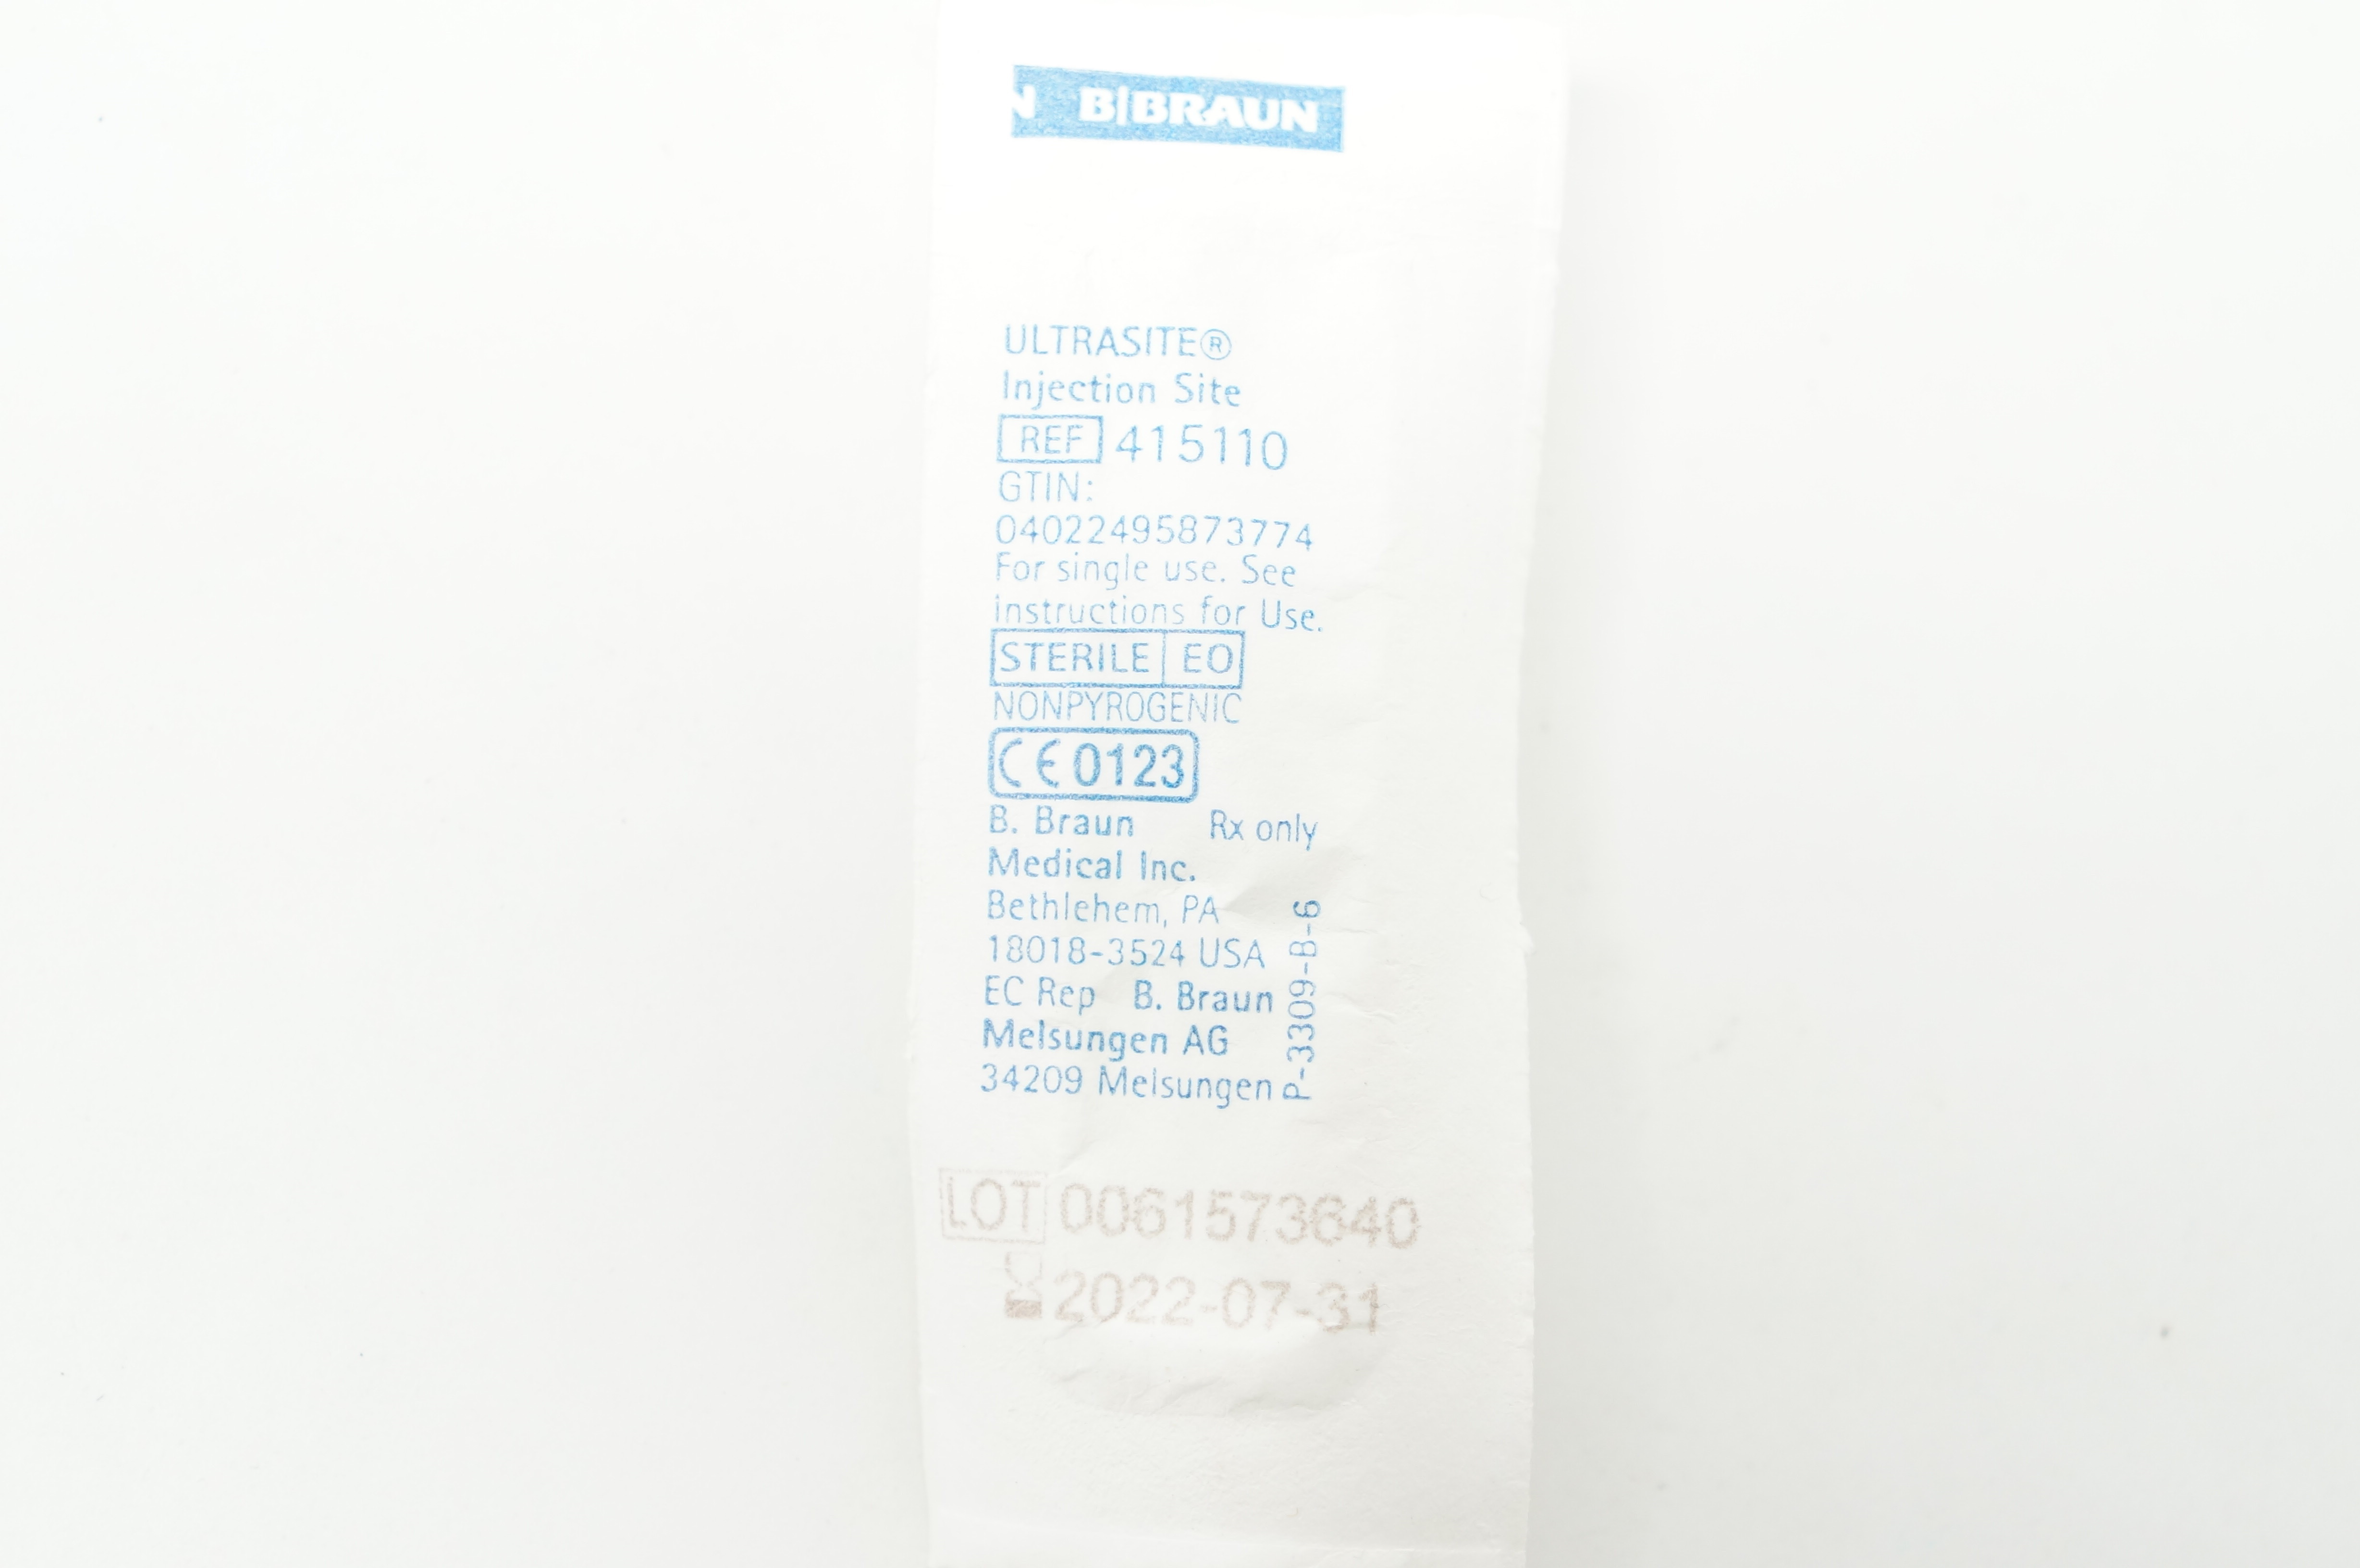 N B|BRAUN
ULTRASITE®
Injection Site
REF 415110
GTIN:
04022495873774
For single use. See
instructions for Use.
STERILE EO
NONPYROGENIC
CE 0123
B. Braun Rx only
Medical Inc.
Bethlehem, PA
18018-3524 USA
EC Rep B. Braun
Melsungen AG
34209 Melsungen
P-3309-B-6
LOT 0061573640
2022-07-31